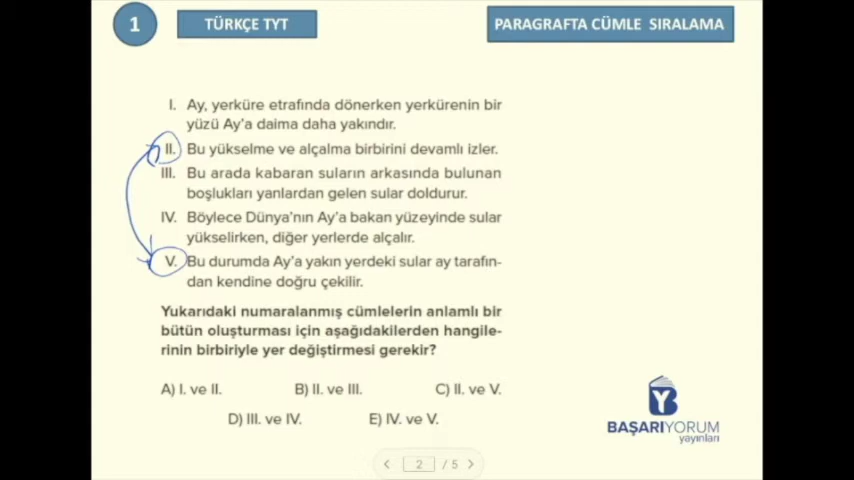 1
TÜRKÇE TYT
PARAGRAFTA CÜMLE SIRALAMA
I. Ay, yerküre etrafında dönerken yerkürenin bir
yüzü Ay'a daima daha yakındır.
II. Bu yükselme ve alçalma birbirini devamlı izler.
III. Bu arada kabaran suların arkasında bulunan
boşlukları yanlardan gelen sular doldurur.
IV. Böylece Dünya'nın Ay'a bakan yüzeyinde sular
yükselirken, diğer yerlerde alçalır.
V. Bu durumda Ay'a yakın yerdeki sular ay tarafın-
dan kendine doğru çekilir.
Yukarıdaki numaralanmış cümlelerin anlamlı bir
bütün oluşturması için aşağıdakilerden hangile-
rinin birbiriyle yer değiştirmesi gerekir?
A) I. ve II. B) II. ve III. C) II. ve V.
D) III. ve IV. E) IV. ve V.
BAŞARIYORUM
yayınları
2 / 5